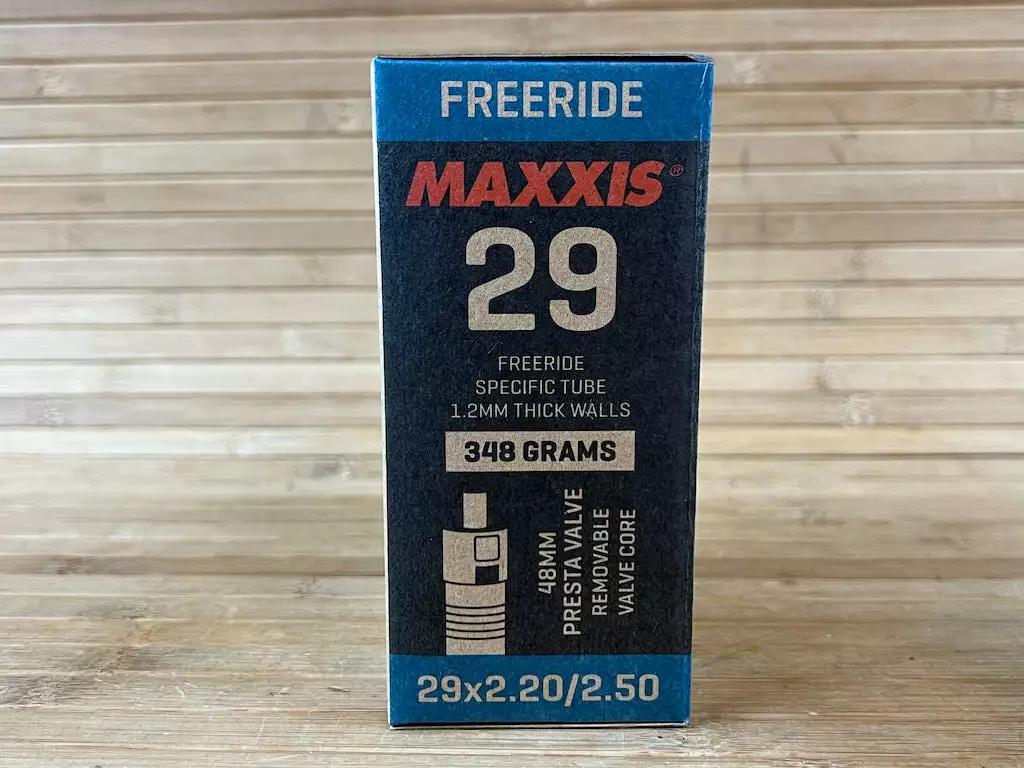 FREERIDE
MAXXIS®
29
FREERIDE
SPECIFIC TUBE
1.2MM THICK WALLS
348 GRAMS
48MM
PRESTA VALVE
REMOVABLE
VALVE CORE
29x2.20/2.50